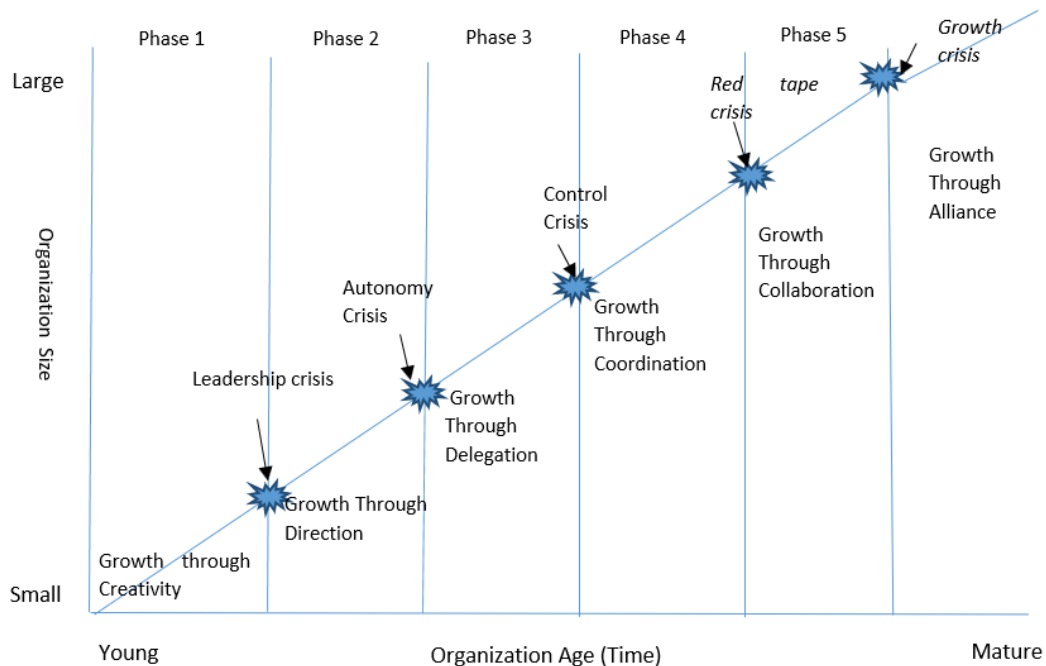 Phase 1
Phase 2
Phase 3
Phase 4
Phase 5
Growth
crisis
Large
Red tape
crisis
Growth
Through
Alliance
Control
Crisis
Growth
Through
Collaboration
Organization Size
Autonomy
Crisis
Growth
Through
Coordination
Leadership crisis
Growth
Through
Delegation
Growth Through
Direction
Growth through
Creativity
Small
Young
Organization Age (Time)
Mature